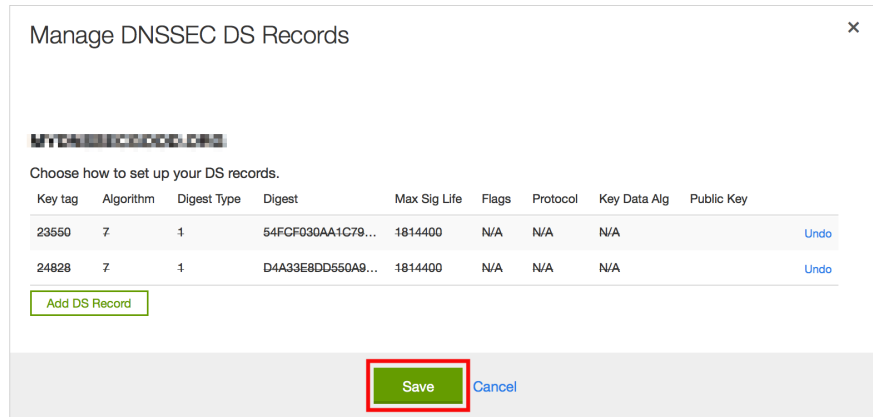 Manage DNSSEC DS Records ×
Choose how to set up your DS records.
Key tag Algorithm Digest Type Digest Max Sig Life Flags Protocol Key Data Alg Public Key
23550 7 1 54FCF030AA1C79... 1814400 N/A N/A N/A Undo
24828 7 1 D4A33E8DD550A9... 1814400 N/A N/A N/A Undo
Add DS Record
Save Cancel